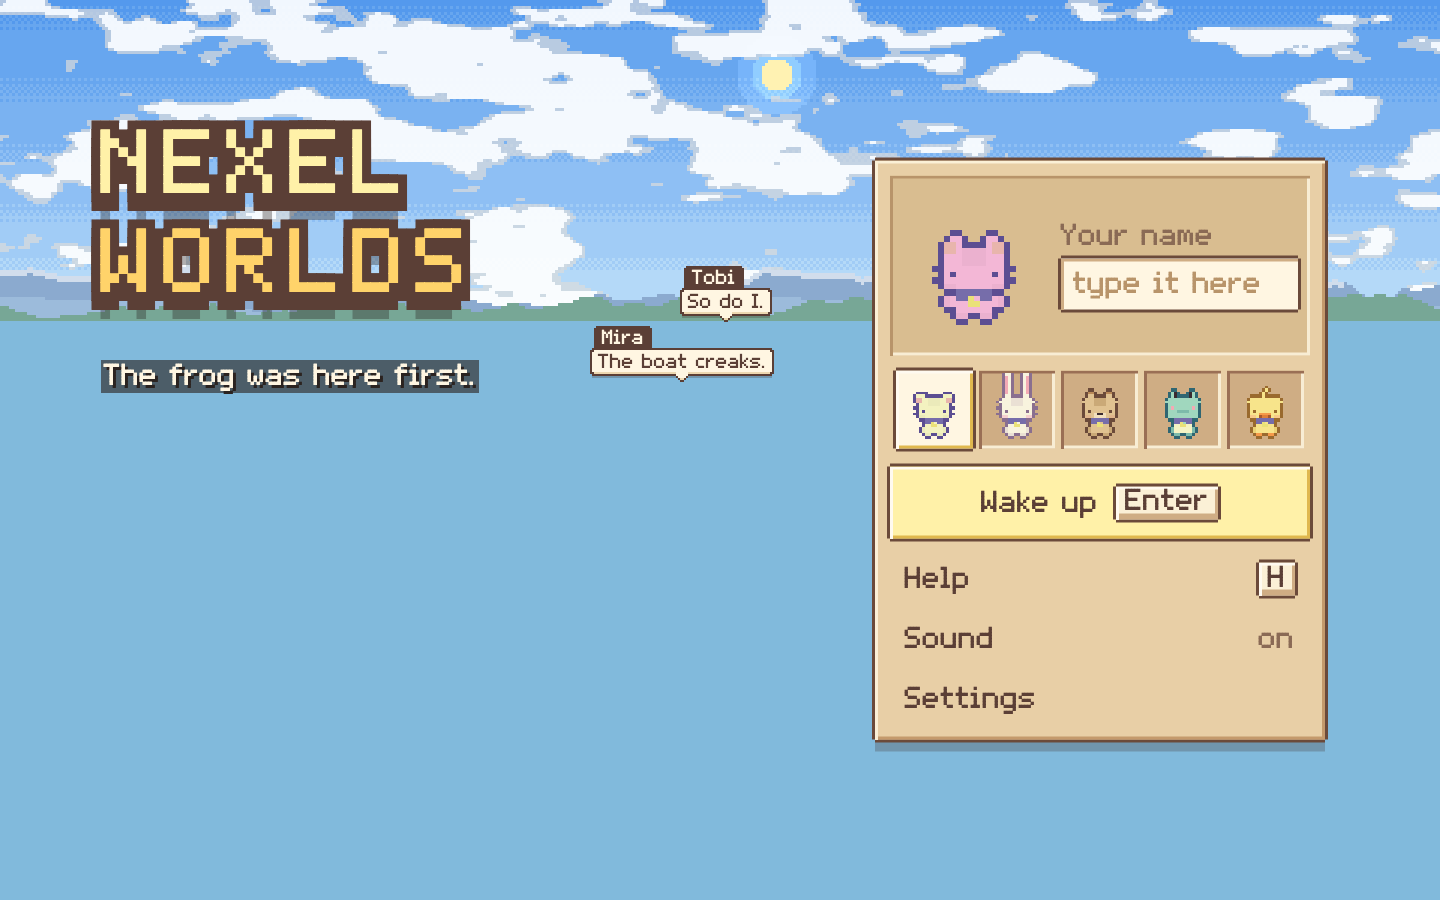 NEXEL
WORLDS
The frog was here first.
Tobi
So do I.
Mira
The boat creaks.
Your name
type it here
Wake up Enter
Help H
Sound on
Settings